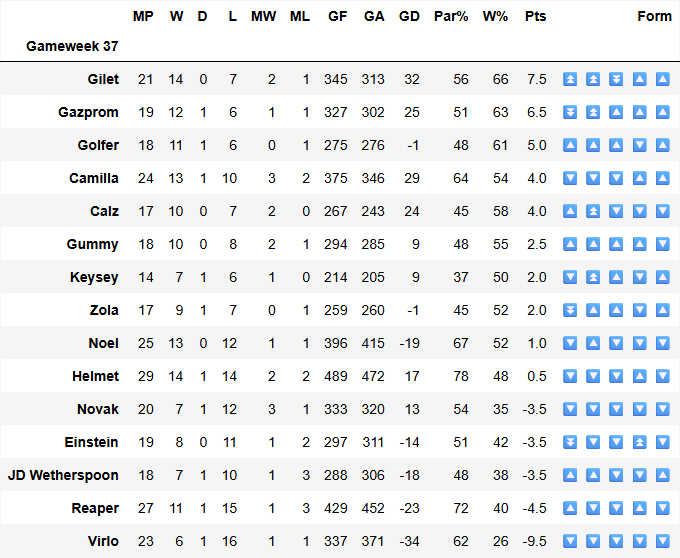 MP W D L MW ML GF GA GD Par% W% Pts Form
Gameweek 37
Gilet 21 14 0 7 2 1 345 313 32 56 66 7.5 ⏫ ⏫ ⏬ 🔼 🔼
Gazprom 19 12 1 6 1 1 327 302 25 51 63 6.5 ⏬ ⏫ 🔼 🔼 🔼
Golfer 18 11 1 6 0 1 275 276 -1 48 61 5.0 🔼 🔼 🔼 🔽 🔼
Camilla 24 13 1 10 3 2 375 346 29 64 54 4.0 🔽 🔽 🔽 🔼 🔼
Calz 17 10 0 7 2 0 267 243 24 45 58 4.0 🔼 ⏫ 🔽 🔽 🔽
Gummy 18 10 0 8 2 1 294 285 9 48 55 2.5 🔼 🔼 🔼 🔼 🔽
Keysey 14 7 1 6 1 0 214 205 9 37 50 2.0 🔽 ⏫ 🔼 🔽 🔼
Zola 17 9 1 7 0 1 259 260 -1 45 52 2.0 ⏬ 🔼 🔼 🔽 🔼
Noel 25 13 0 12 1 1 396 415 -19 67 52 1.0 🔽 🔼 🔽 🔼 🔽
Helmet 29 14 1 14 2 2 489 472 17 78 48 0.5 🔽 🔽 🔽 🔼 🔽
Novak 20 7 1 12 3 1 333 320 13 54 35 -3.5 🔽 🔽 🔽 🔽 🔽
Einstein 19 8 0 11 1 2 297 311 -14 51 42 -3.5 ⏬ 🔽 🔽 ⏫ 🔽
JD Wetherspoon 18 7 1 10 1 3 288 306 -18 48 38 -3.5 🔼 🔼 🔽 🔽 🔼
Reaper 27 11 1 15 1 3 429 452 -23 72 40 -4.5 🔼 🔽 🔽 🔼 🔽
Virlo 23 6 1 16 1 1 337 371 -34 62 26 -9.5 🔽 🔽 🔽 🔽 🔽